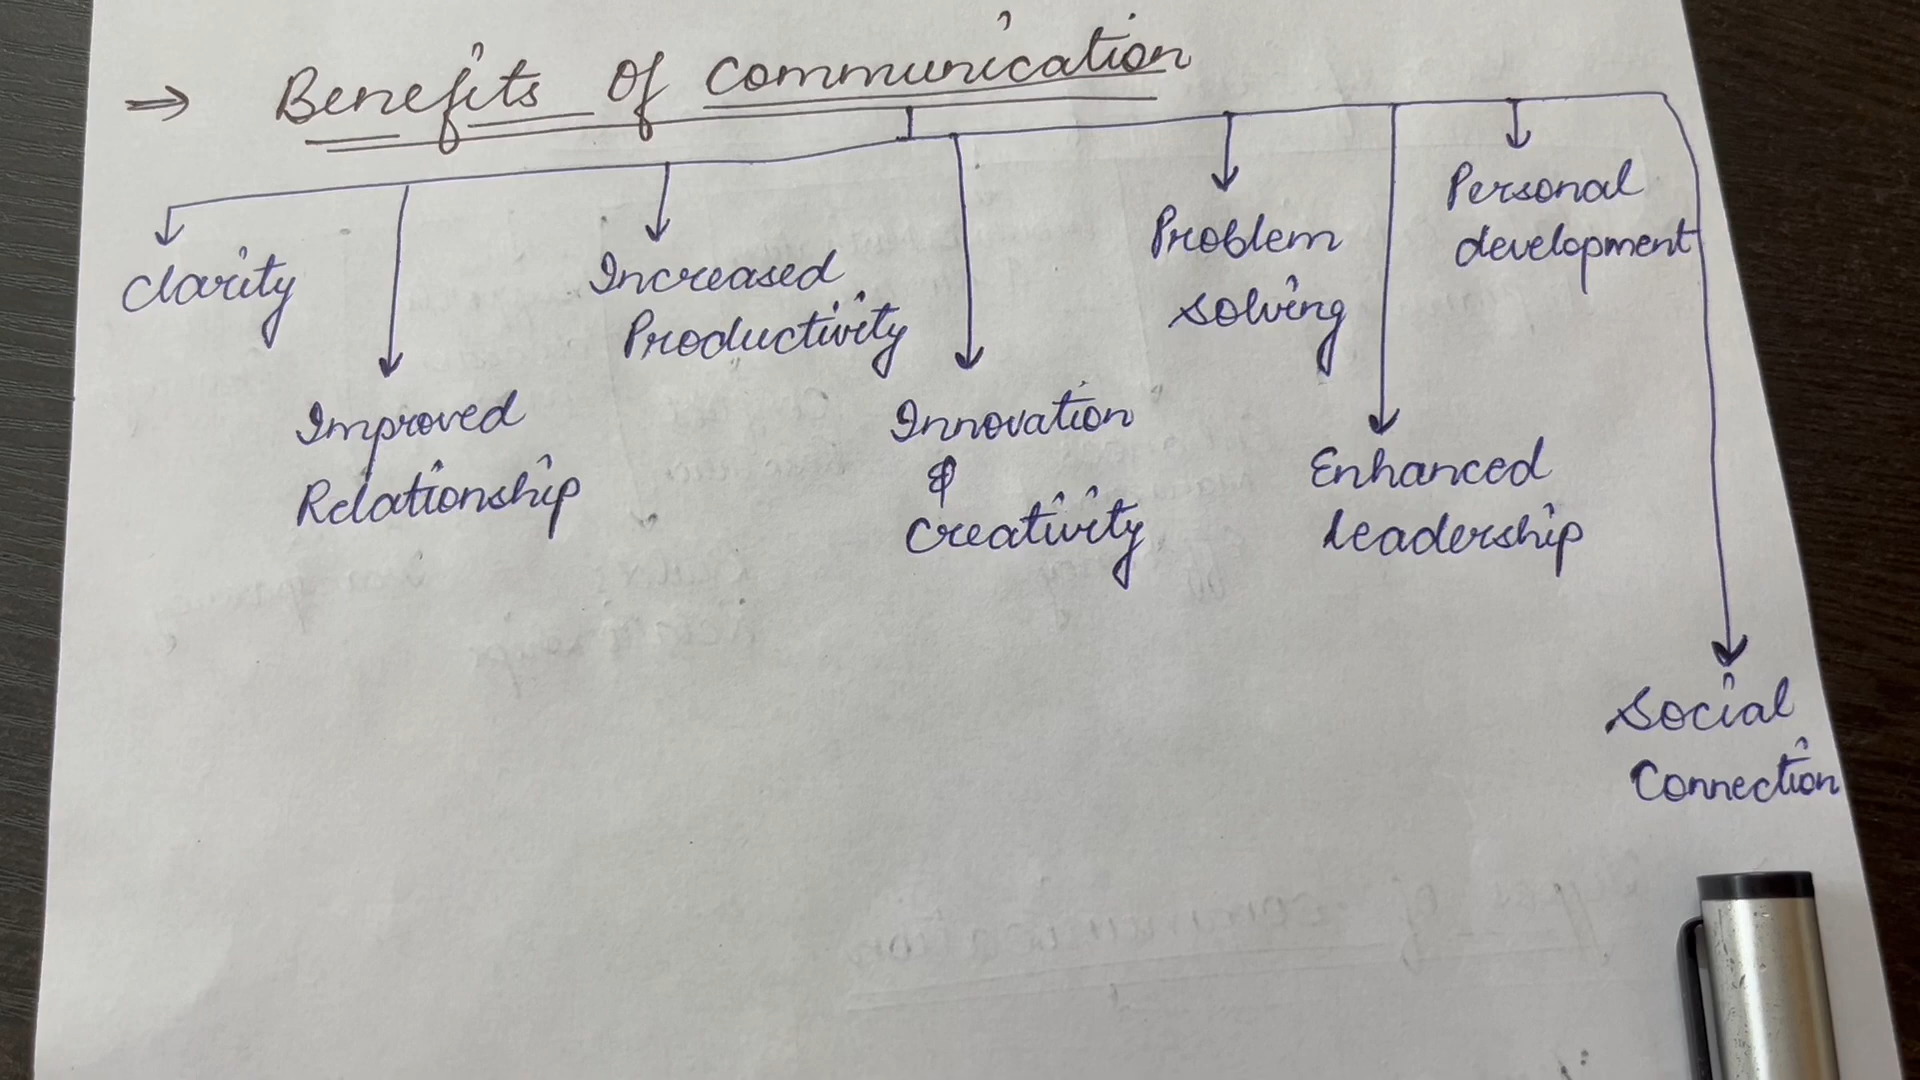 ⇒ Benefits Of Communication
Clarity
Improved
Relationship
Increased
Productivity
Innovation
&
Creativity
Problem
Solving
Enhanced
Leadership
Personal
development
Social
Connection